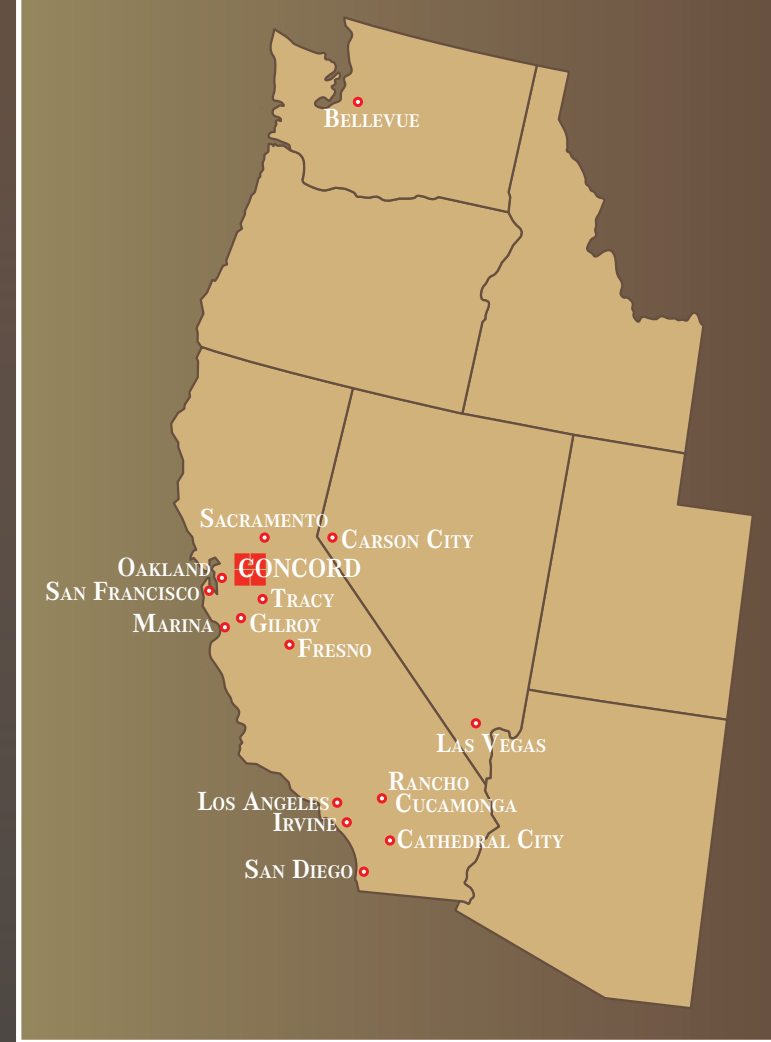 Bellevue
Sacramento
Carson City
Oakland
CONCORD
San Francisco
Tracy
Marina
Gilroy
Fresno
Las Vegas
Rancho
Cucamonga
Los Angeles
Irvine
Cathedral City
San Diego